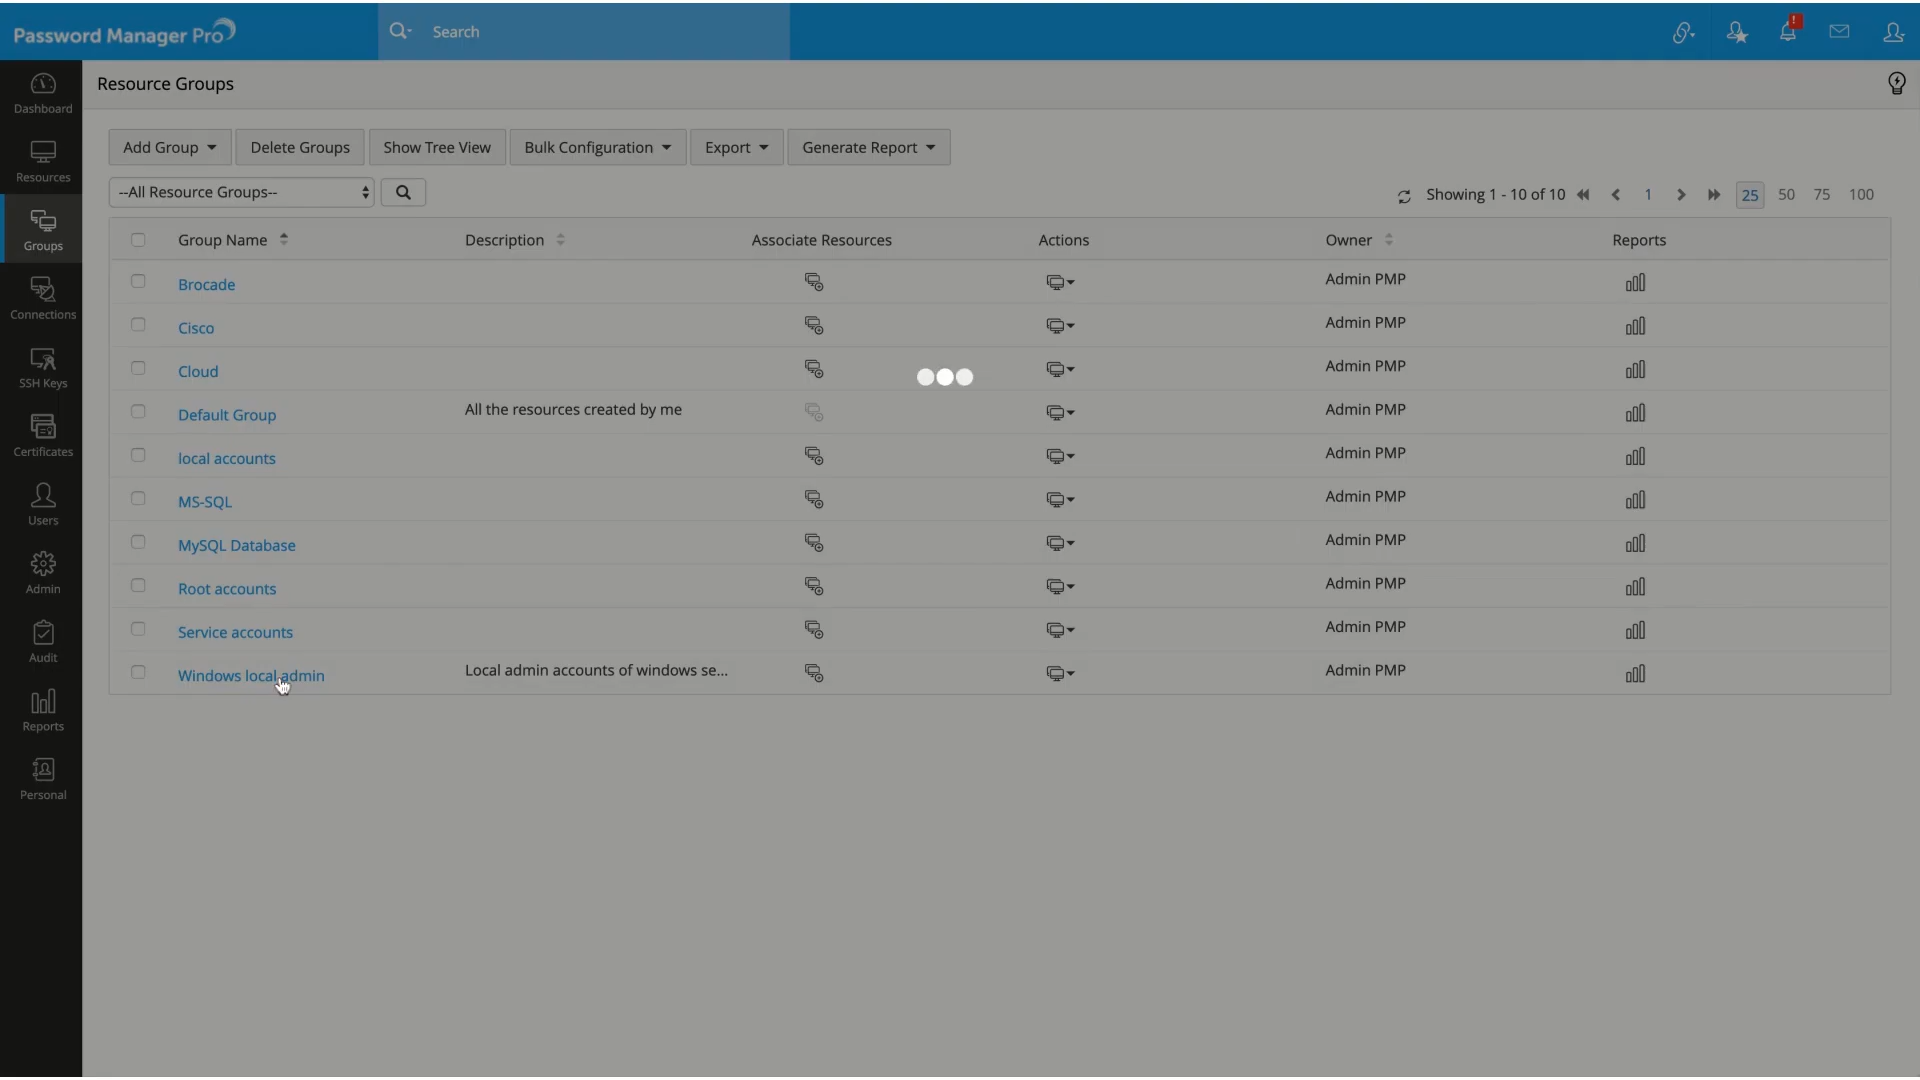 Password Manager Pro
Search
!
Dashboard
Resources
Groups
Connections
SSH Keys
Certificates
Users
Admin
Audit
Reports
Personal
Resource Groups
Add Group
Delete Groups
Show Tree View
Bulk Configuration
Export
Generate Report
--All Resource Groups--
Showing 1 - 10 of 10
1
25
50
75
100
Group Name
Description
Associate Resources
Actions
Owner
Reports
Brocade
Admin PMP
Cisco
Admin PMP
Cloud
Admin PMP
Default Group
All the resources created by me
Admin PMP
local accounts
Admin PMP
MS-SQL
Admin PMP
MySQL Database
Admin PMP
Root accounts
Admin PMP
Service accounts
Admin PMP
Windows local admin
Local admin accounts of windows se...
Admin PMP